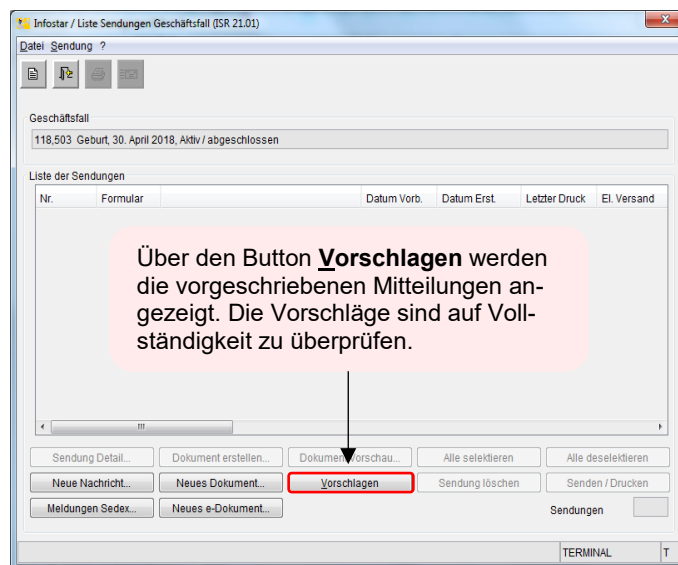 Infostar / Liste Sendungen Geschäftsfall (ISR 21.01)
Datei Sendung ?
Geschäftsfall
118,503 Geburt, 30. April 2018, Aktiv / abgeschlossen
Liste der Sendungen
Nr. Formular Datum Vorb. Datum Erst. Letzter Druck El. Versand
Über den Button Vorschlagen werden
die vorgeschriebenen Mitteilungen an-
gezeigt. Die Vorschläge sind auf Voll-
ständigkeit zu überprüfen.
Sendung Detail... Dokument erstellen... Dokument Vorschau... Alle selektieren Alle deselektieren
Neue Nachricht... Neues Dokument... Vorschlagen Sendung löschen Senden / Drucken
Meldungen Sedex... Neues e-Dokument... Sendungen
TERMINAL T